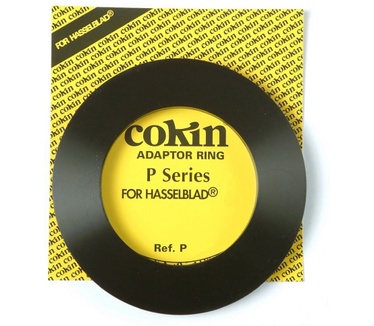 FOR HASSELBLAD®
cokin
ADAPTOR RING
P Series
FOR HASSELBLAD®
Ref. P